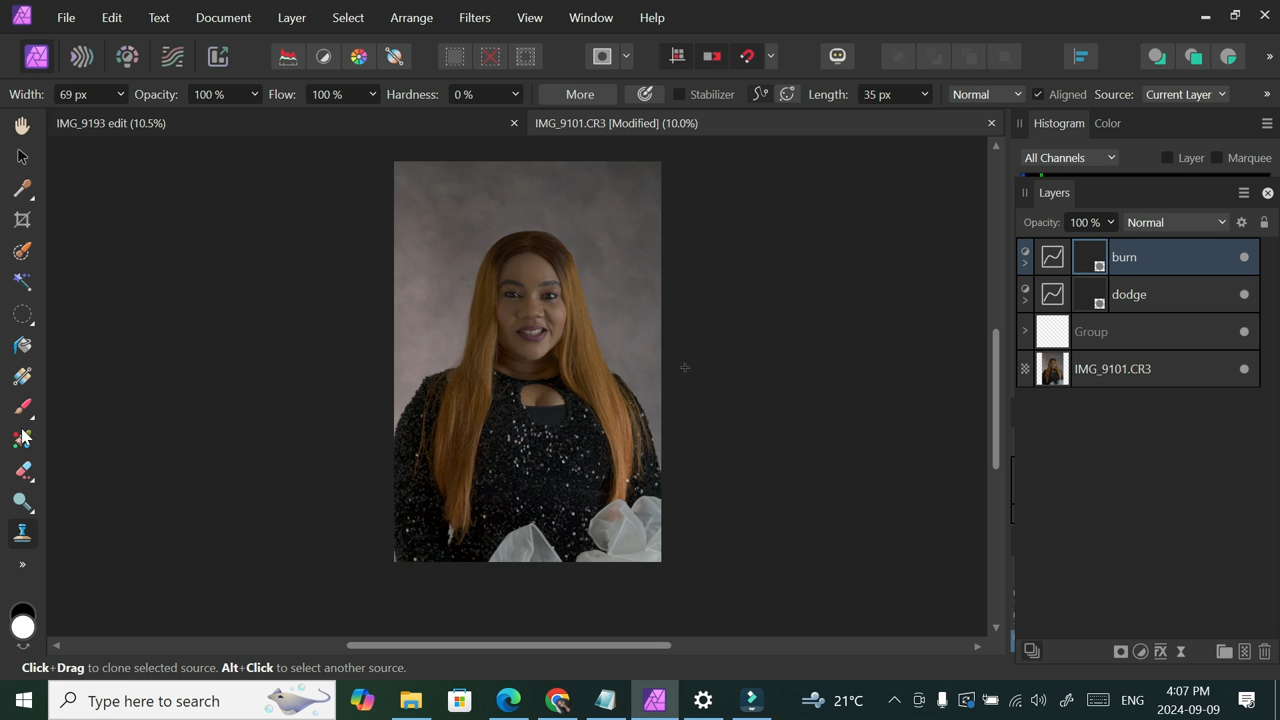 File Edit Text Document Layer Select Arrange Filters View Window Help
Width: 69 px Opacity: 100 % Flow: 100 % Hardness: 0 % More Stabilizer Length: 35 px Normal Aligned Source: Current Layer
IMG_9193 edit (10.5%)
IMG_9101.CR3 [Modified] (10.0%)
Histogram Color
All Channels Layer Marquee
Layers
Opacity: 100 % Normal
burn
dodge
Group
IMG_9101.CR3
Click+Drag to clone selected source. Alt+Click to select another source.
Type here to search
21°C
ENG
4:07 PM
2024-09-09